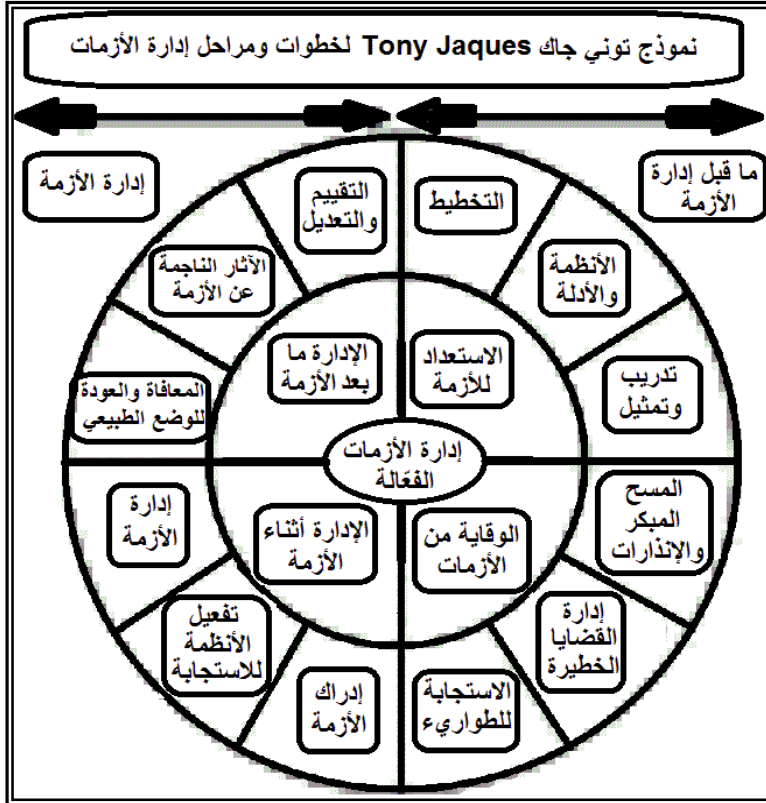 نموذج توني جاك Tony Jaques لخطوات ومراحل إدارة الأزمات
ما قبل إدارة
الأزمة
إدارة الأزمة
التخطيط
الأنظمة
والأدلة
تدريب
وتمثيل
المسح
المبكر
والإنذارات
إدارة
القضايا
الخطيرة
الاستجابة
للطواريء
إدراك
الأزمة
تفعيل
الأنظمة
للاستجابة
إدارة
الأزمة
المعافاة والعودة
للوضع الطبيعي
الآثار الناجمة
عن الأزمة
التقييم
والتعديل
الاستعداد
للأزمة
الوقاية من
الأزمات
الإدارة أثناء
الأزمة
الإدارة ما
بعد الأزمة
إدارة الأزمات
الفعّالة